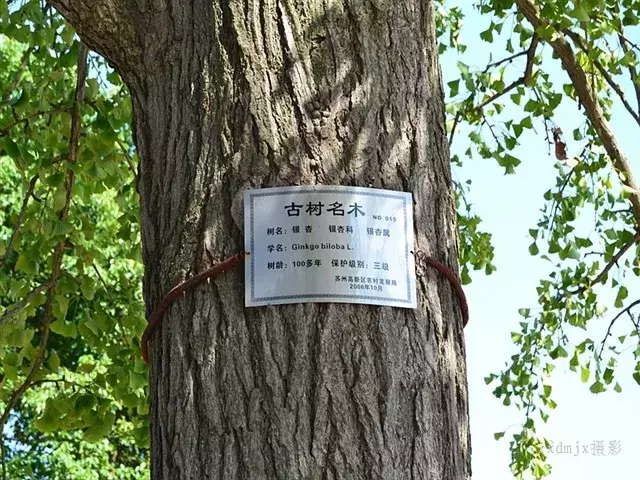 古树名木 NO 015
树名：银杏 银杏科 银杏属
学名：Ginkgo biloba L.
树龄：100多年 保护级别：三级
苏州高新区农村发展局
2006年10月
xdmjx摄影